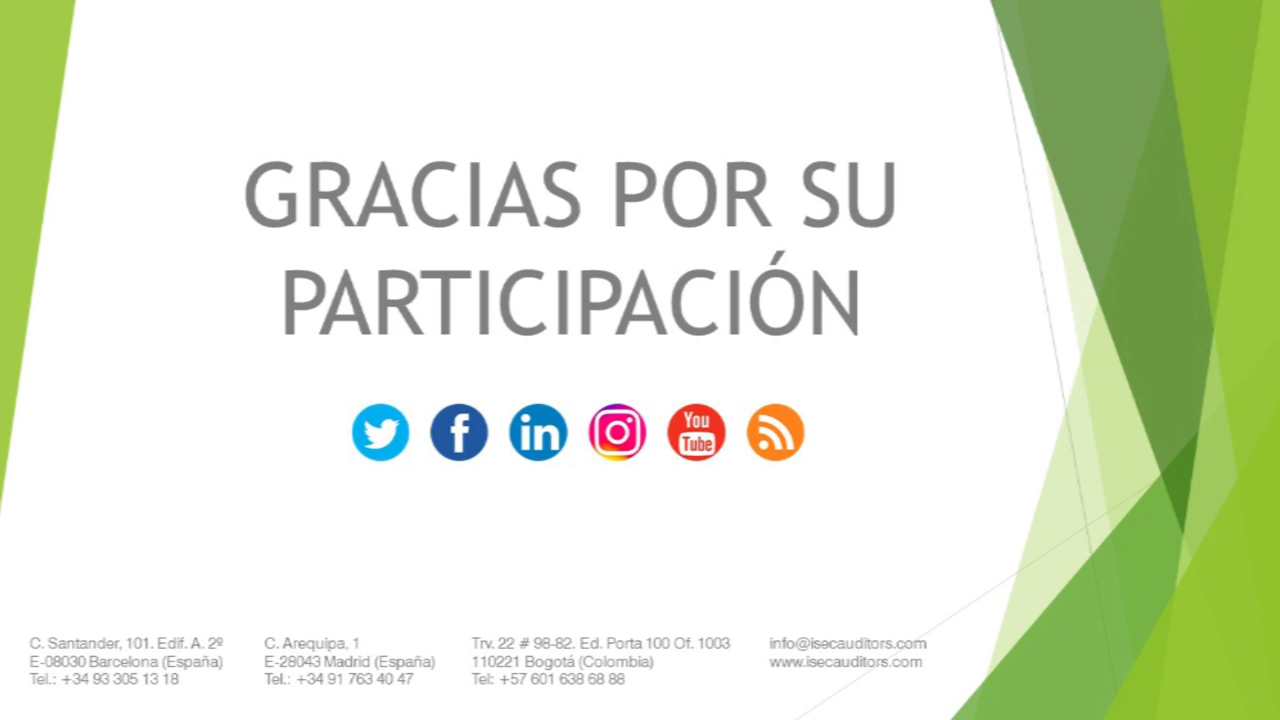 GRACIAS POR SU
PARTICIPACIÓN
f
in
You
Tube
C. Santander, 101. Edif. A. 2º
E-08030 Barcelona (España)
Tel.: +34 93 305 13 18
C. Arequipa, 1
E-28043 Madrid (España)
Tel.: +34 91 763 40 47
Trv. 22 # 98-82. Ed. Porta 100 Of. 1003
110221 Bogotá (Colombia)
Tel: +57 601 638 68 88
info@isecauditors.com
www.isecauditors.com